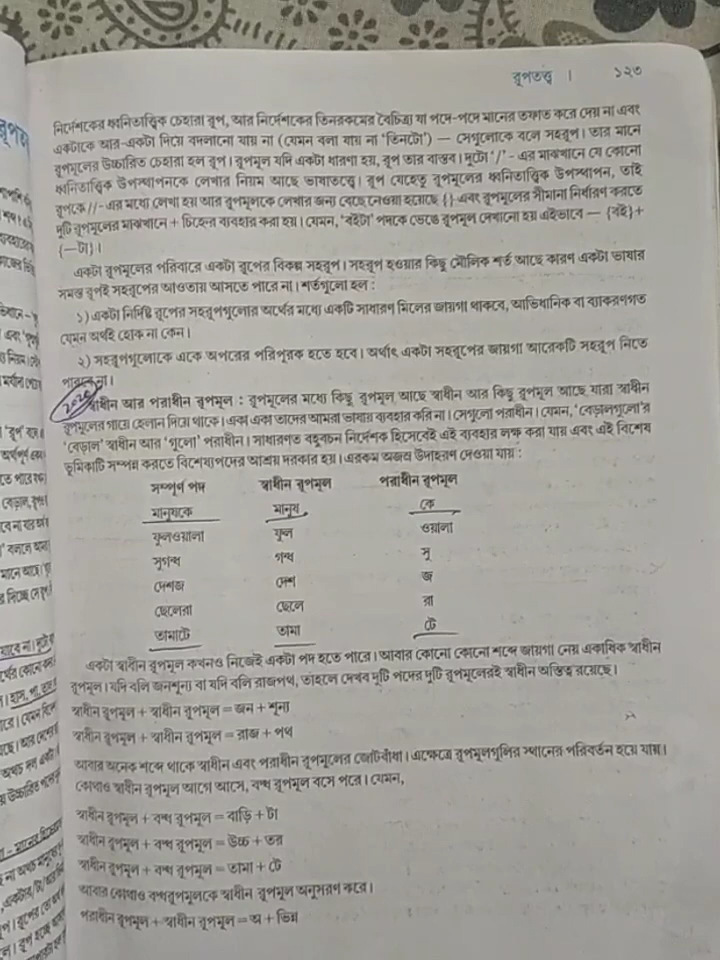 রূপতত্ত্ব । ১২৩
নির্দেশকের ধ্বনিতাত্ত্বিক চেহারা রূপ, আর নির্দেশকের তিনরকমের বৈচিত্র্য যা পদে-পদে মানের তফাত করে দেয় না এবং
একটাকে আর-একটা দিয়ে বদলানো যায় না (যেমন বলা যায় না ‘তিনটো’) — সেগুলোকে বলে সহরূপ। তার মানে
রূপমূলের উচ্চারিত চেহারা হল রূপ। রূপমূল যদি একটা ধারণা হয়, রূপ তার বাস্তব। দুটো ‘/’ - এর মাঝখানে যে কোনো
ধ্বনিতাত্ত্বিক উপস্থাপনকে লেখার নিয়ম আছে ভাষাতত্ত্বে। রূপ যেহেতু রূপমূলের ধ্বনিতাত্ত্বিক উপস্থাপন, তাই
রূপকে //-এর মধ্যে লেখা হয় আর রূপমূলকে লেখার জন্য বেছে নেওয়া হয়েছে {} এবং রূপমূলের সীমানা নির্ধারণ করতে
দুটি রূপমূলের মাঝখানে + চিহ্নের ব্যবহার করা হয়। যেমন, ‘বইটা’ পদকে ভেঙে রূপমূল দেখানো হয় এইভাবে — {বই}+
{—টা}।
একটা রূপমূলের পরিবারে একটা রূপের বিকল্প সহরূপ। সহরূপ হওয়ার কিছু মৌলিক শর্ত আছে কারণ একটা ভাষার
সমস্ত রূপই সহরূপের আওতায় আসতে পারে না। শর্তগুলো হল :
১) একটা নির্দিষ্ট রূপের সহরূপগুলোর অর্থের মধ্যে একটি সাধারণ মিলের জায়গা থাকবে, আভিধানিক বা ব্যাকরণগত
যেমন অর্থই হোক না কেন।
২) সহরূপগুলোকে একে অপরের পরিপূরক হতে হবে। অর্থাৎ একটা সহরূপের জায়গা আরেকটি সহরূপ নিতে
পারবে না।
স্বাধীন আর পরাধীন রূপমূল : রূপমূলের মধ্যে কিছু রূপমূল আছে স্বাধীন আর কিছু রূপমূল আছে যারা স্বাধীন
রূপমূলের গায়ে হেলান দিয়ে থাকে। একা একা তাদের আমরা ভাষায় ব্যবহার করি না। সেগুলো পরাধীন। যেমন, ‘বেড়ালগুলো’র
‘বেড়াল’ স্বাধীন আর ‘গুলো’ পরাধীন। সাধারণত বহুবচন নির্দেশক হিসেবেই এই ব্যবহার লক্ষ করা যায় এবং এই বিশেষ
ভূমিকাটি সম্পন্ন করতে বিশেষ্যপদের আশ্রয় দরকার হয়। এরকম অজস্র উদাহরণ দেওয়া যায় :
সম্পূর্ণ পদ স্বাধীন রূপমূল পরাধীন রূপমূল
মানুষকে মানুষ কে
ফুলওয়ালা ফুল ওয়ালা
সুগন্ধ গন্ধ সু
দেশজ দেশ জ
ছেলেরা ছেলে রা
তামাটে তামা টে
একটা স্বাধীন রূপমূল কখনও নিজেই একটা পদ হতে পারে। আবার কোনো কোনো শব্দে জায়গা নেয় একাধিক স্বাধীন
রূপমূল। যদি বলি জনশূন্য বা যদি বলি রাজপথ, তাহলে দেখব দুটি পদের দুটি রূপমূলেরই স্বাধীন অস্তিত্ব রয়েছে।
স্বাধীন রূপমূল + স্বাধীন রূপমূল = জন + শূন্য
স্বাধীন রূপমূল + স্বাধীন রূপমূল = রাজ + পথ
আবার অনেক শব্দে থাকে স্বাধীন এবং পরাধীন রূপমূলের জোটবাঁধা। এক্ষেত্রে রূপমূলগুলির স্থানের পরিবর্তন হয়ে যায়।
কোথাও স্বাধীন রূপমূল আগে আসে, বদ্ধ রূপমূল বসে পরে। যেমন,
স্বাধীন রূপমূল + বদ্ধ রূপমূল = বাড়ি + টা
স্বাধীন রূপমূল + বদ্ধ রূপমূল = উচ্চ + তর
স্বাধীন রূপমূল + বদ্ধ রূপমূল = তামা + টে
আবার কোথাও বদ্ধরূপমূলকে স্বাধীন রূপমূল অনুসরণ করে।
পরাধীন রূপমূল + স্বাধীন রূপমূল = অ + ভিন্ন